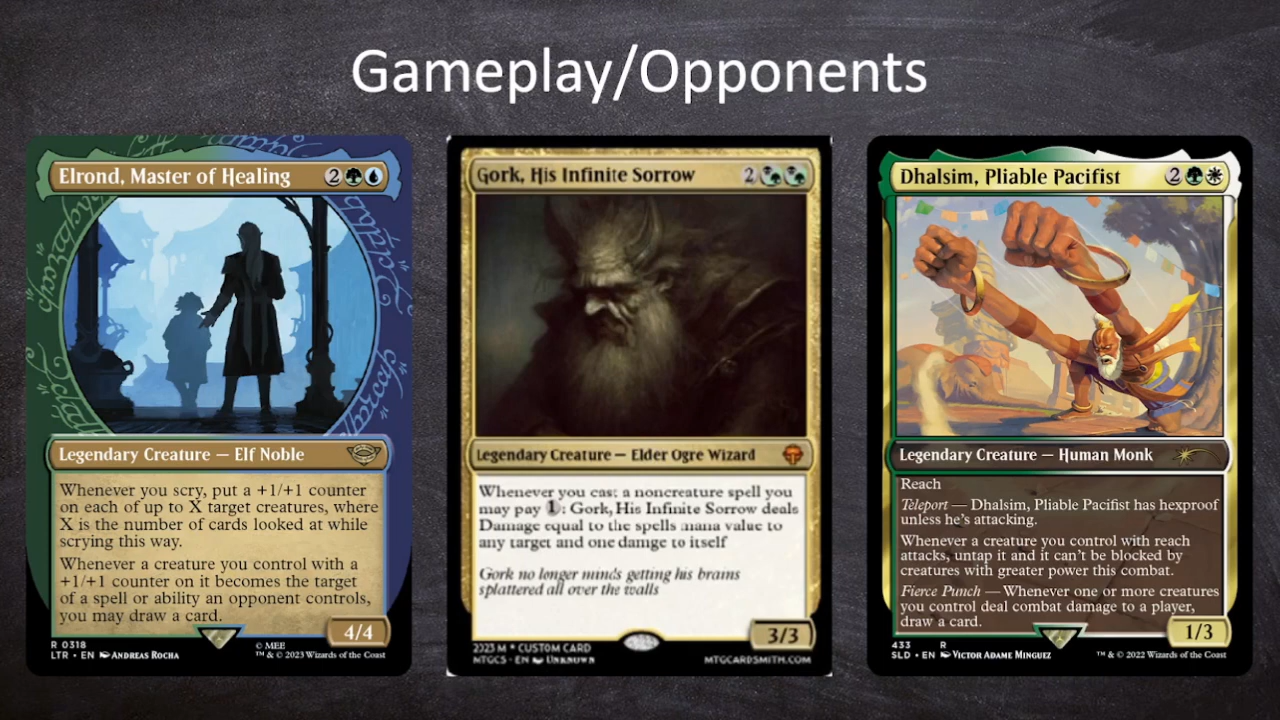 Gameplay/Opponents
Elrond, Master of Healing
2
Legendary Creature — Elf Noble
Whenever you scry, put a +1/+1 counter
on each of up to X target creatures, where
X is the number of cards looked at while
scrying this way.
Whenever a creature you control with a
+1/+1 counter on it becomes the target
of a spell or ability an opponent controls,
you may draw a card.
4/4
R 0318
LTR • EN ANDREAS ROCHA
© MEE
™ & © 2023 Wizards of the Coast
Gork, His Infinite Sorrow
2
Legendary Creature — Elder Ogre Wizard
Whenever you cast a noncreature spell you
may pay 1: Gork, His Infinite Sorrow deals
Damage equal to the spells mana value to
any target and one damage to itself
Gork no longer minds getting his brains
splattered all over the walls
3/3
2323 M * CUSTOM CARD
MTGCS - EN UNKNOWN
MTGCARDSMITH.COM
Dhalsim, Pliable Pacifist
2
Legendary Creature — Human Monk
Reach
Teleport — Dhalsim, Pliable Pacifist has hexproof
unless he's attacking.
Whenever a creature you control with reach
attacks, untap it and it can't be blocked by
creatures with greater power this combat.
Fierce Punch — Whenever one or more creatures
you control deal combat damage to a player,
draw a card.
1/3
433 R
SLD • EN VICTOR ADAME MINGUEZ
™ & © 2022 Wizards of the Coast